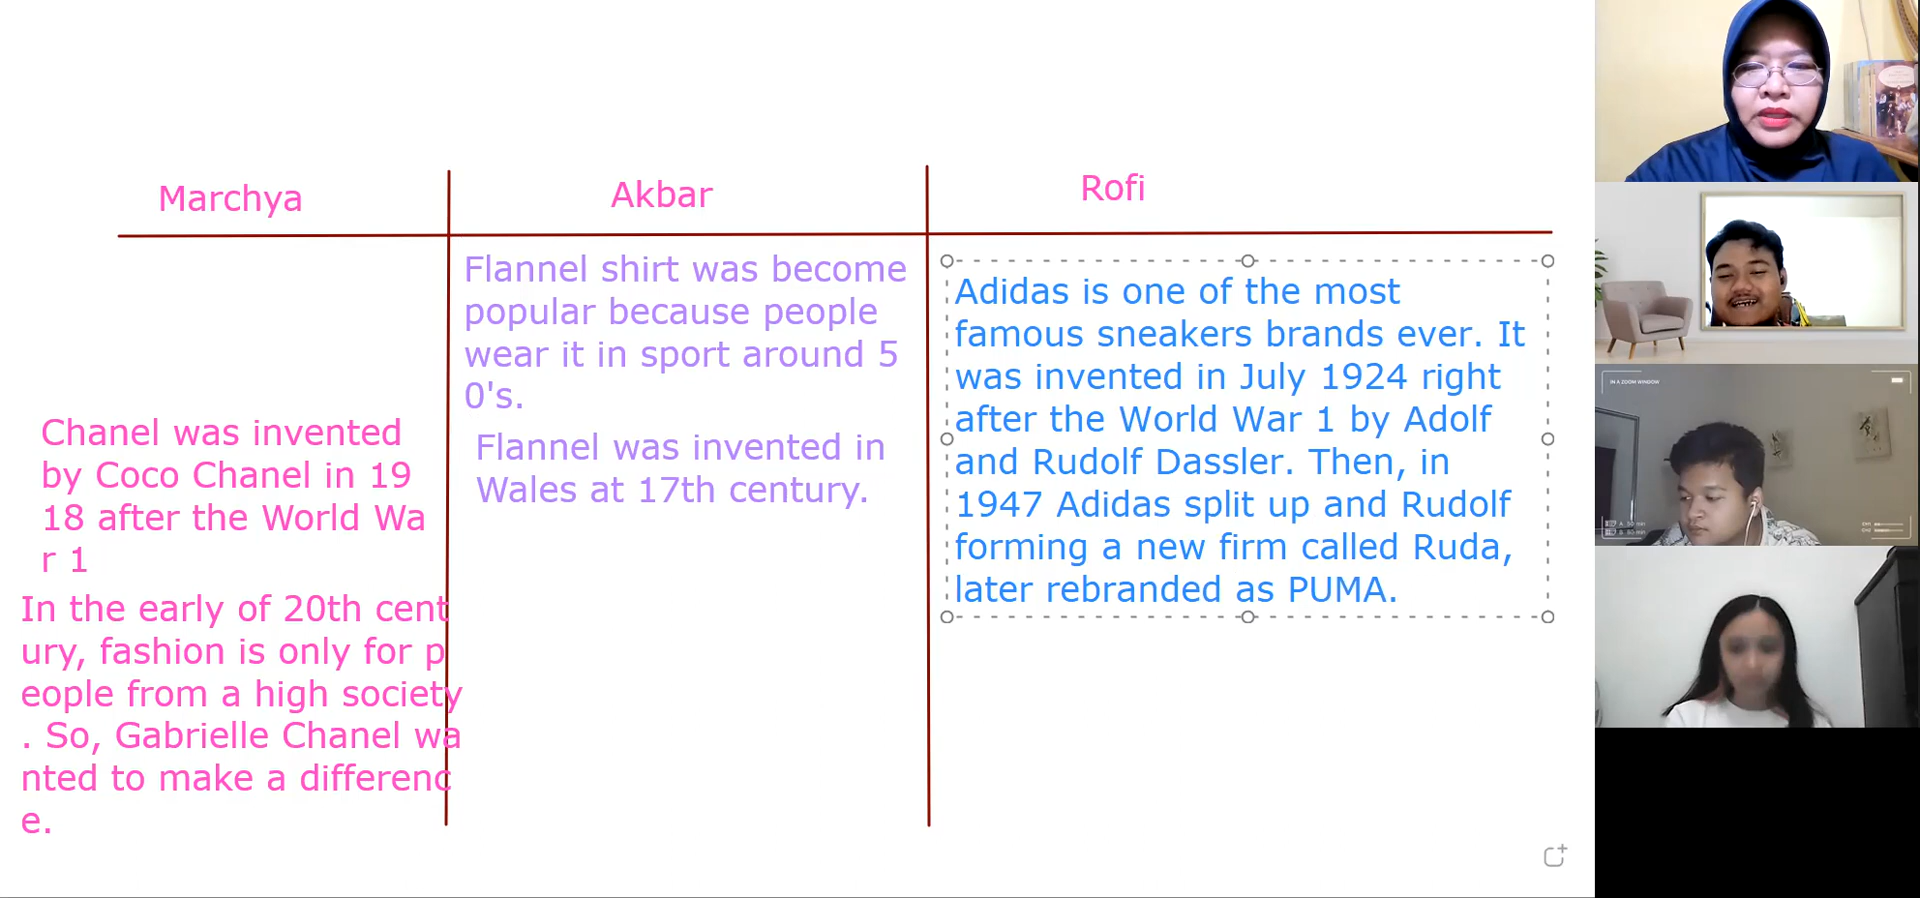 Marchya
Akbar
Rofi
Chanel was invented
by Coco Chanel in 19
18 after the World Wa
r 1
In the early of 20th cent
ury, fashion is only for p
eople from a high society
. So, Gabrielle Chanel wa
nted to make a differenc
e.
Flannel shirt was become
popular because people
wear it in sport around 5
0's.
Flannel was invented in
Wales at 17th century.
Adidas is one of the most
famous sneakers brands ever. It
was invented in July 1924 right
after the World War 1 by Adolf
and Rudolf Dassler. Then, in
1947 Adidas split up and Rudolf
forming a new firm called Ruda,
later rebranded as PUMA.
IN A ZOOM WINDOW